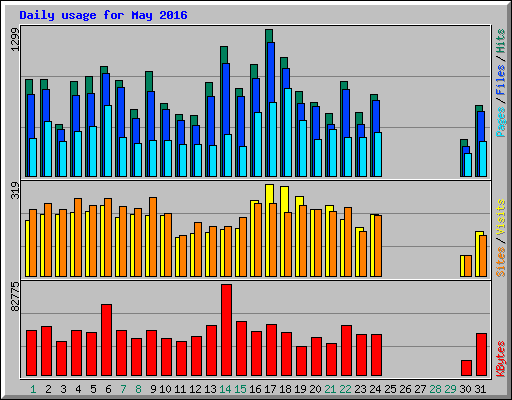 Daily usage for May 2016
1299
Pages/Files/Hits
319
Sites/Visits
82775
KBytes
1 2 3 4 5 6 7 8 9 10 11 12 13 14 15 16 17 18 19 20 21 22 23 24 25 26 27 28 29 30 31